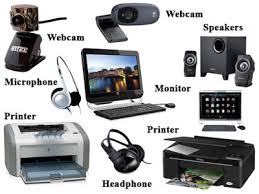 Webcam
Webcam
Speakers
Microphone
Monitor
Printer
Printer
Headphone